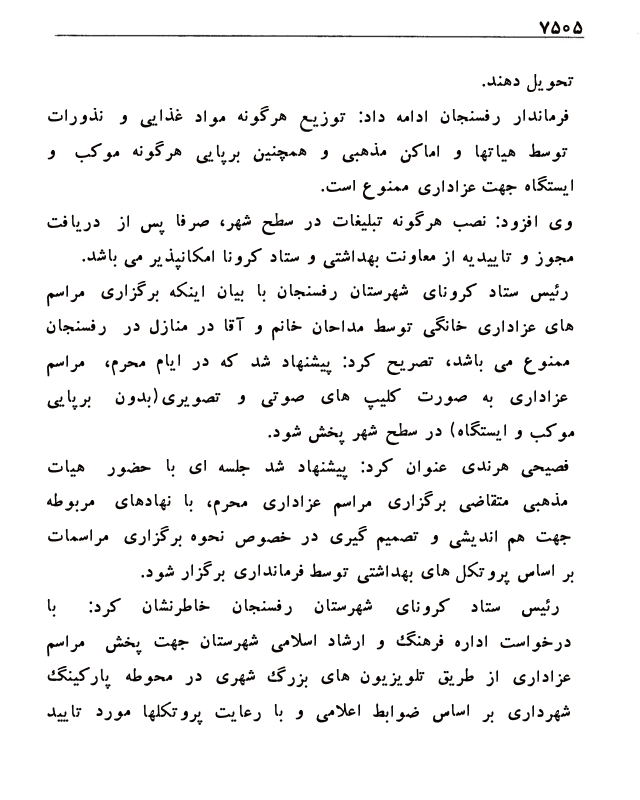 ۷۵۰۵
تحویل دهند.
فرماندار رفسنجان ادامه داد: توزیع هرگونه مواد غذایی و نذورات
توسط هیاتها و اماکن مذهبی و همچنین برپایی هرگونه موکب و
ایستگاه جهت عزاداری ممنوع است.
وی افزود: نصب هرگونه تبلیغات در سطح شهر، صرفا پس از دریافت
مجوز و تاییدیه از معاونت بهداشتی و ستاد کرونا امکانپذیر می باشد.
رئیس ستاد کرونای شهرستان رفسنجان با بیان اینکه برگزاری مراسم
های عزاداری خانگی توسط مداحان خانم و آقا در منازل در رفسنجان
ممنوع می باشد، تصریح کرد: پیشنهاد شد که در ایام محرم، مراسم
عزاداری به صورت کلیپ های صوتی و تصویری(بدون برپایی
موکب و ایستگاه) در سطح شهر پخش شود.
فصیحی هرندی عنوان کرد: پیشنهاد شد جلسه ای با حضور هیات
مذهبی متقاضی برگزاری مراسم عزاداری محرم، با نهادهای مربوطه
جهت هم اندیشی و تصمیم گیری در خصوص نحوه برگزاری مراسمات
بر اساس پروتکل های بهداشتی توسط فرمانداری برگزار شود.
رئیس ستاد کرونای شهرستان رفسنجان خاطرنشان کرد: با
درخواست اداره فرهنگ و ارشاد اسلامی شهرستان جهت پخش مراسم
عزاداری از طریق تلویزیون های بزرگ شهری در محوطه پارکینگ
شهرداری بر اساس ضوابط اعلامی و با رعایت پروتکلها مورد تایید